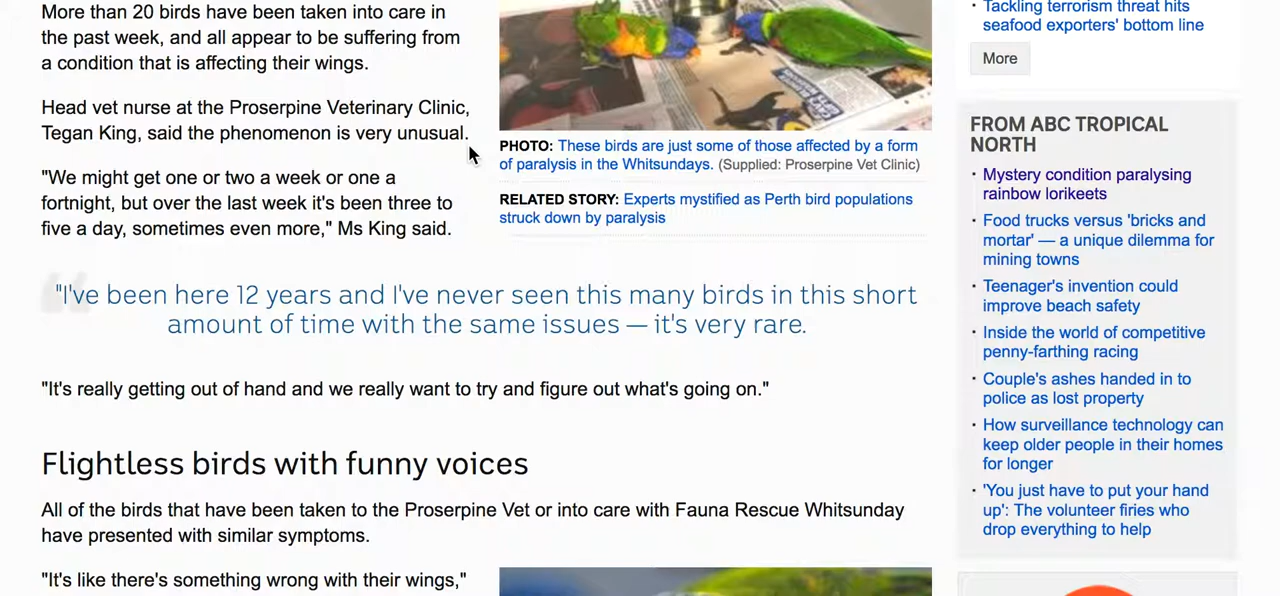 More than 20 birds have been taken into care in
the past week, and all appear to be suffering from
a condition that is affecting their wings.
Head vet nurse at the Proserpine Veterinary Clinic,
Tegan King, said the phenomenon is very unusual.
"We might get one or two a week or one a
fortnight, but over the last week it's been three to
five a day, sometimes even more," Ms King said.
PHOTO: These birds are just some of those affected by a form
of paralysis in the Whitsundays. (Supplied: Proserpine Vet Clinic)
RELATED STORY: Experts mystified as Perth bird populations
struck down by paralysis
"I've been here 12 years and I've never seen this many birds in this short
amount of time with the same issues — it's very rare.
"It's really getting out of hand and we really want to try and figure out what's going on."
Flightless birds with funny voices
All of the birds that have been taken to the Proserpine Vet or into care with Fauna Rescue Whitsunday
have presented with similar symptoms.
"It's like there's something wrong with their wings,"
Tackling terrorism threat hits
seafood exporters' bottom line
More
FROM ABC TROPICAL
NORTH
Mystery condition paralysing
rainbow lorikeets
Food trucks versus 'bricks and
mortar' — a unique dilemma for
mining towns
Teenager's invention could
improve beach safety
Inside the world of competitive
penny-farthing racing
Couple's ashes handed in to
police as lost property
How surveillance technology can
keep older people in their homes
for longer
'You just have to put your hand
up': The volunteer firies who
drop everything to help